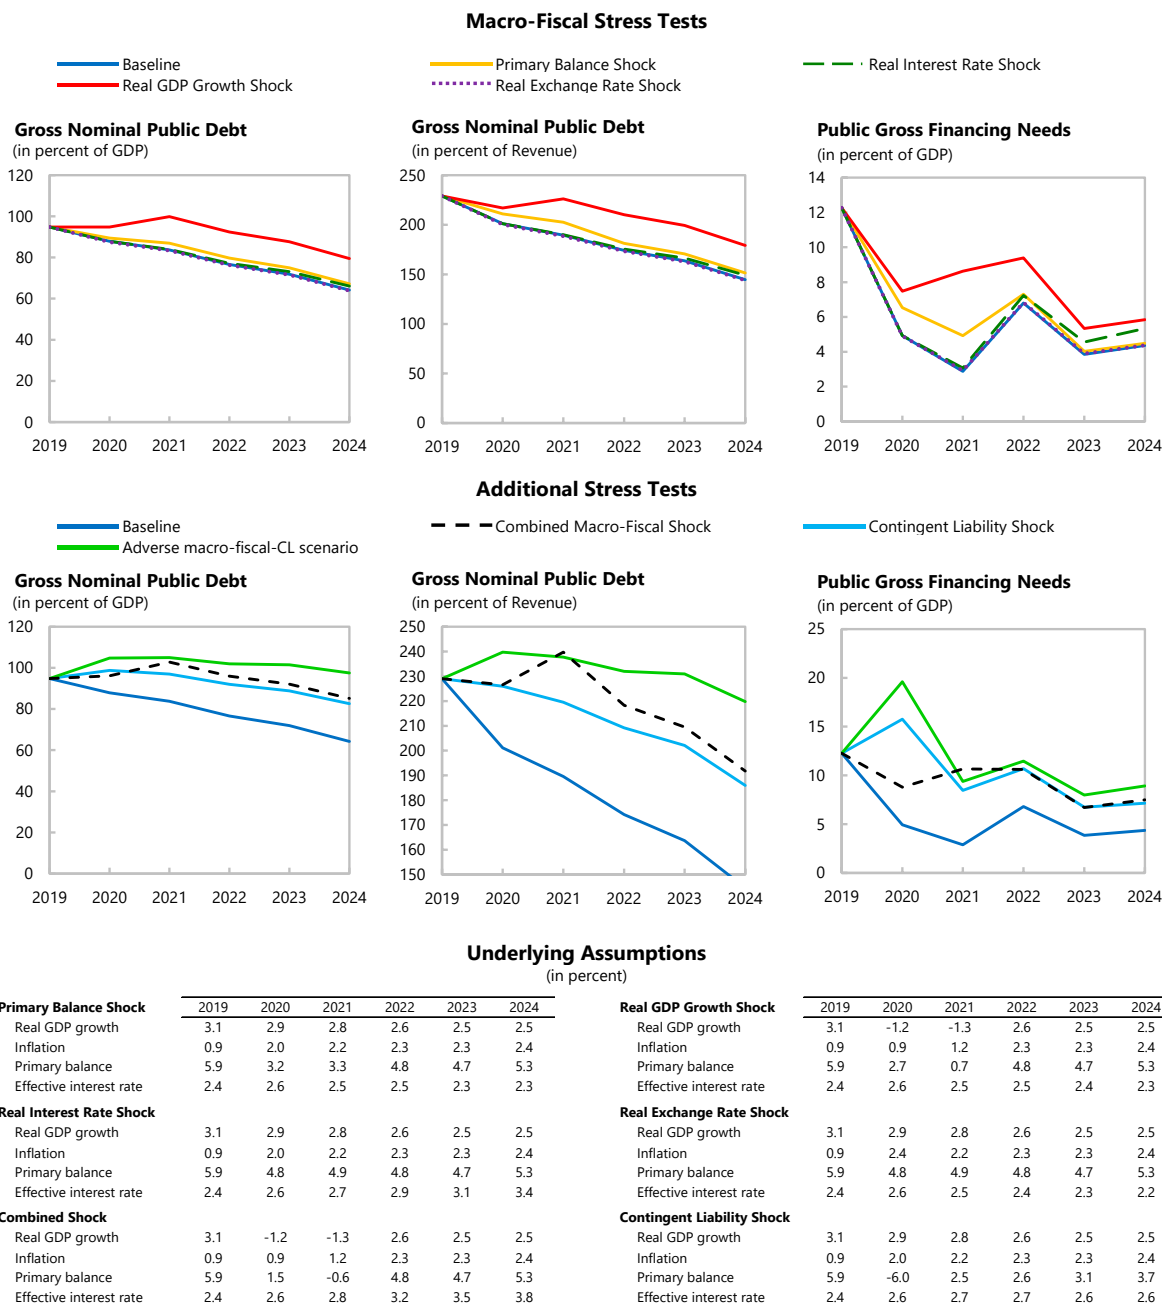 Macro-Fiscal Stress Tests
Baseline
Primary Balance Shock
Real Interest Rate Shock
Real GDP Growth Shock
Real Exchange Rate Shock
Gross Nominal Public Debt
(in percent of GDP)
120
100
80
60
40
20
0
2019 2020 2021 2022 2023 2024
Gross Nominal Public Debt
(in percent of Revenue)
250
200
150
100
50
0
2019 2020 2021 2022 2023 2024
Public Gross Financing Needs
(in percent of GDP)
14
12
10
8
6
4
2
0
2019 2020 2021 2022 2023 2024
Additional Stress Tests
Baseline
Combined Macro-Fiscal Shock
Contingent Liability Shock
Adverse macro-fiscal-CL scenario
Gross Nominal Public Debt
(in percent of GDP)
120
100
80
60
40
20
0
2019 2020 2021 2022 2023 2024
Gross Nominal Public Debt
(in percent of Revenue)
250
240
230
220
210
200
190
180
170
160
150
2019 2020 2021 2022 2023 2024
Public Gross Financing Needs
(in percent of GDP)
25
20
15
10
5
0
2019 2020 2021 2022 2023 2024
Underlying Assumptions
(in percent)
Primary Balance Shock 2019 2020 2021 2022 2023 2024
Real GDP growth 3.1 2.9 2.8 2.6 2.5 2.5
Inflation 0.9 2.0 2.2 2.3 2.3 2.4
Primary balance 5.9 3.2 3.3 4.8 4.7 5.3
Effective interest rate 2.4 2.6 2.5 2.5 2.3 2.3
Real Interest Rate Shock
Real GDP growth 3.1 2.9 2.8 2.6 2.5 2.5
Inflation 0.9 2.0 2.2 2.3 2.3 2.4
Primary balance 5.9 4.8 4.9 4.8 4.7 5.3
Effective interest rate 2.4 2.6 2.7 2.9 3.1 3.4
Combined Shock
Real GDP growth 3.1 -1.2 -1.3 2.6 2.5 2.5
Inflation 0.9 0.9 1.2 2.3 2.3 2.4
Primary balance 5.9 1.5 -0.6 4.8 4.7 5.3
Effective interest rate 2.4 2.6 2.8 3.2 3.5 3.8
Real GDP Growth Shock 2019 2020 2021 2022 2023 2024
Real GDP growth 3.1 -1.2 -1.3 2.6 2.5 2.5
Inflation 0.9 0.9 1.2 2.3 2.3 2.4
Primary balance 5.9 2.7 0.7 4.8 4.7 5.3
Effective interest rate 2.4 2.6 2.5 2.5 2.4 2.3
Real Exchange Rate Shock
Real GDP growth 3.1 2.9 2.8 2.6 2.5 2.5
Inflation 0.9 2.4 2.2 2.3 2.3 2.4
Primary balance 5.9 4.8 4.9 4.8 4.7 5.3
Effective interest rate 2.4 2.6 2.5 2.4 2.3 2.2
Contingent Liability Shock
Real GDP growth 3.1 2.9 2.8 2.6 2.5 2.5
Inflation 0.9 2.0 2.2 2.3 2.3 2.4
Primary balance 5.9 -6.0 2.5 2.6 3.1 3.7
Effective interest rate 2.4 2.6 2.7 2.7 2.6 2.6